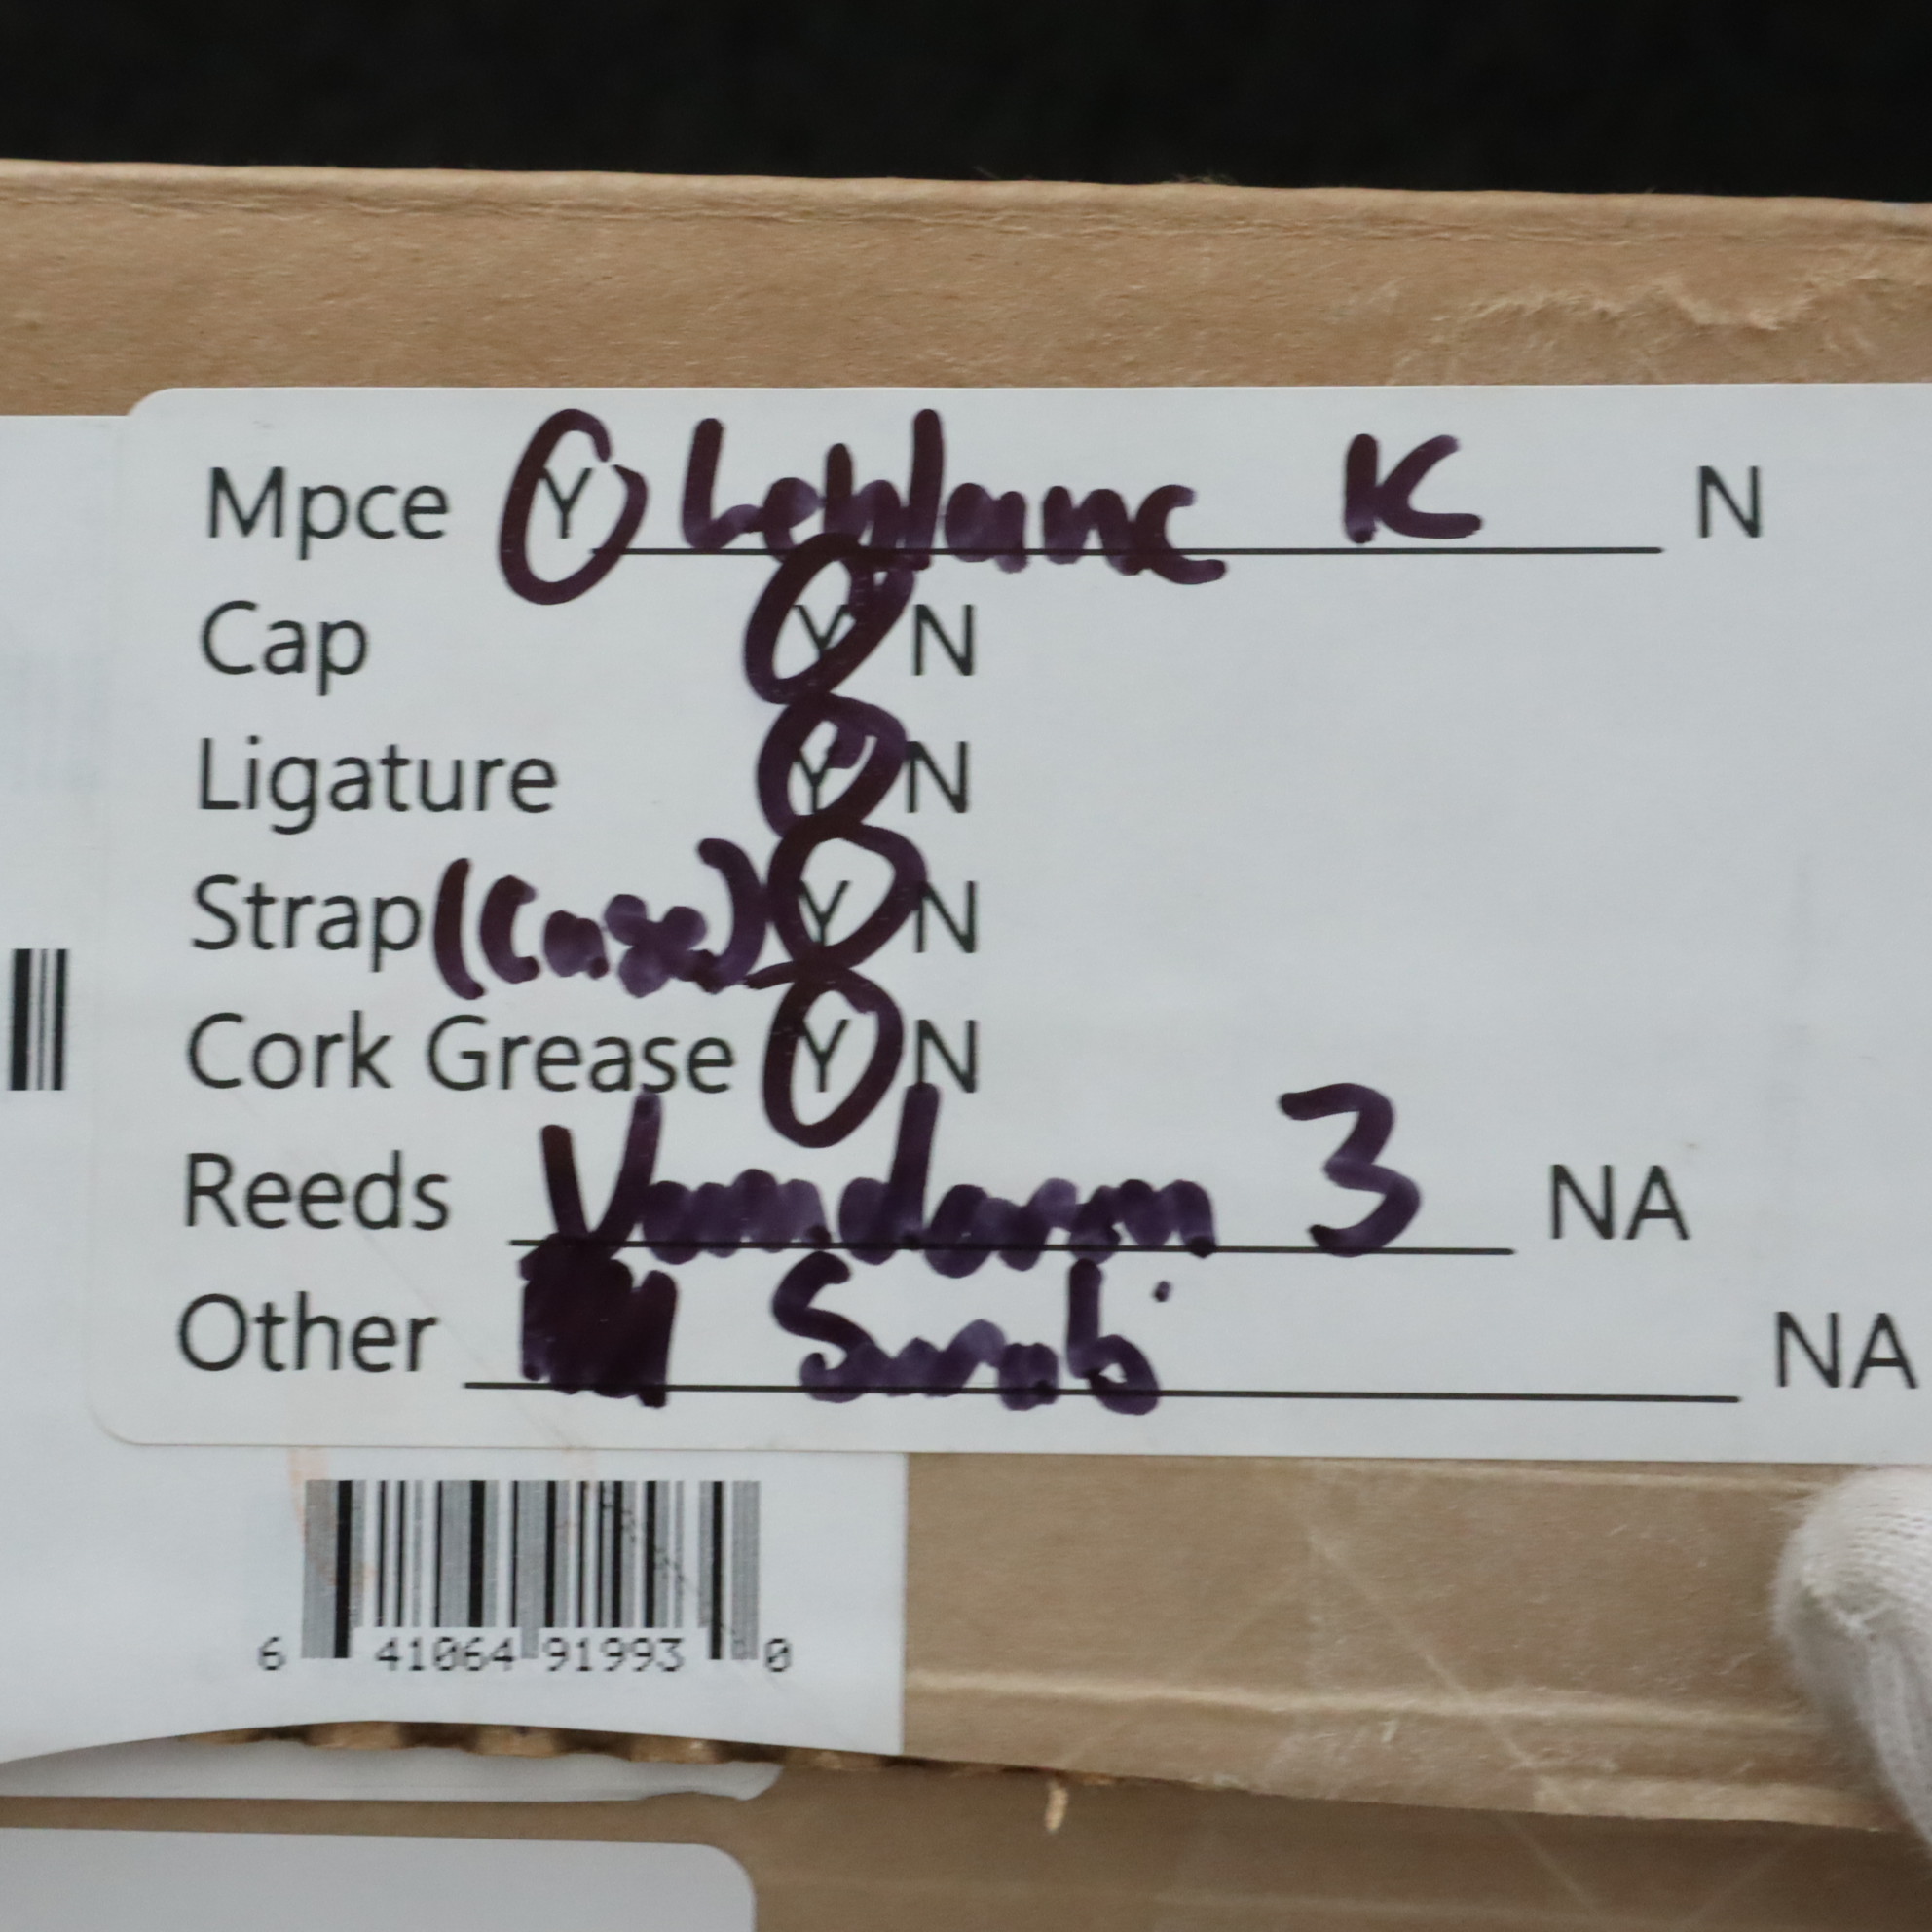 Mpce Y Leblanc K N
Cap Y N
Ligature Y N
Strap (Case) Y N
Cork Grease Y N
Reeds Vandoren 3 NA
Other Swab NA
6 41064 91993 0